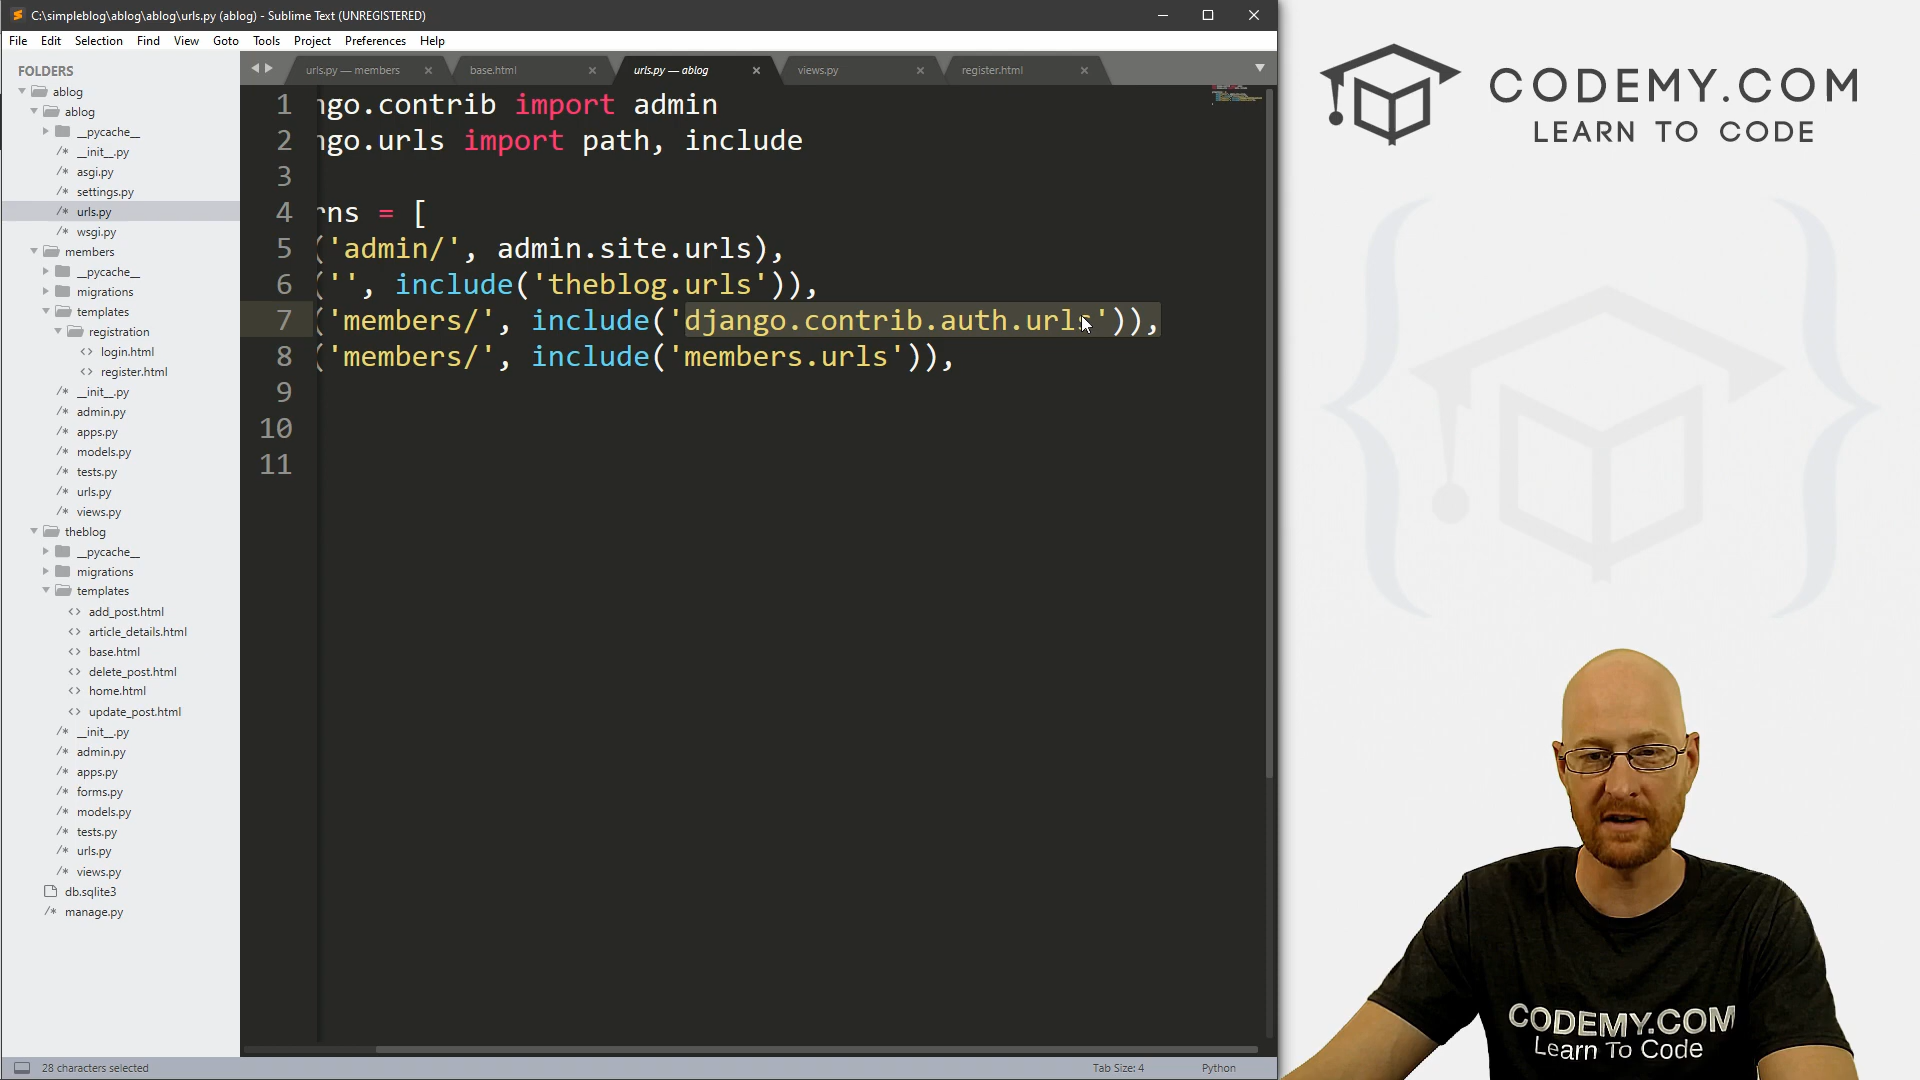 C:\simpleblog\ablog\ablog\urls.py (ablog) - Sublime Text (UNREGISTERED)
File Edit Selection Find View Goto Tools Project Preferences Help
FOLDERS
ablog
ablog
__pycache__
/* __init__.py
/* asgi.py
/* settings.py
/* urls.py
/* wsgi.py
members
__pycache__
migrations
templates
registration
<> login.html
<> register.html
/* __init__.py
/* admin.py
/* apps.py
/* models.py
/* tests.py
/* urls.py
/* views.py
theblog
__pycache__
migrations
templates
<> add_post.html
<> article_details.html
<> base.html
<> delete_post.html
<> home.html
<> update_post.html
/* __init__.py
/* admin.py
/* apps.py
/* forms.py
/* models.py
/* tests.py
/* urls.py
/* views.py
db.sqlite3
/* manage.py
urls.py — members base.html urls.py — ablog views.py register.html
1 ngo.contrib import admin
2 ngo.urls import path, include
3
4 rns = [
5 ('admin/', admin.site.urls),
6 ('', include('theblog.urls')),
7 ('members/', include('django.contrib.auth.urls')),
8 ('members/', include('members.urls')),
9
10
11
28 characters selected Tab Size: 4 Python
CODEMY.COM
LEARN TO CODE
CODEMY.COM
Learn To Code